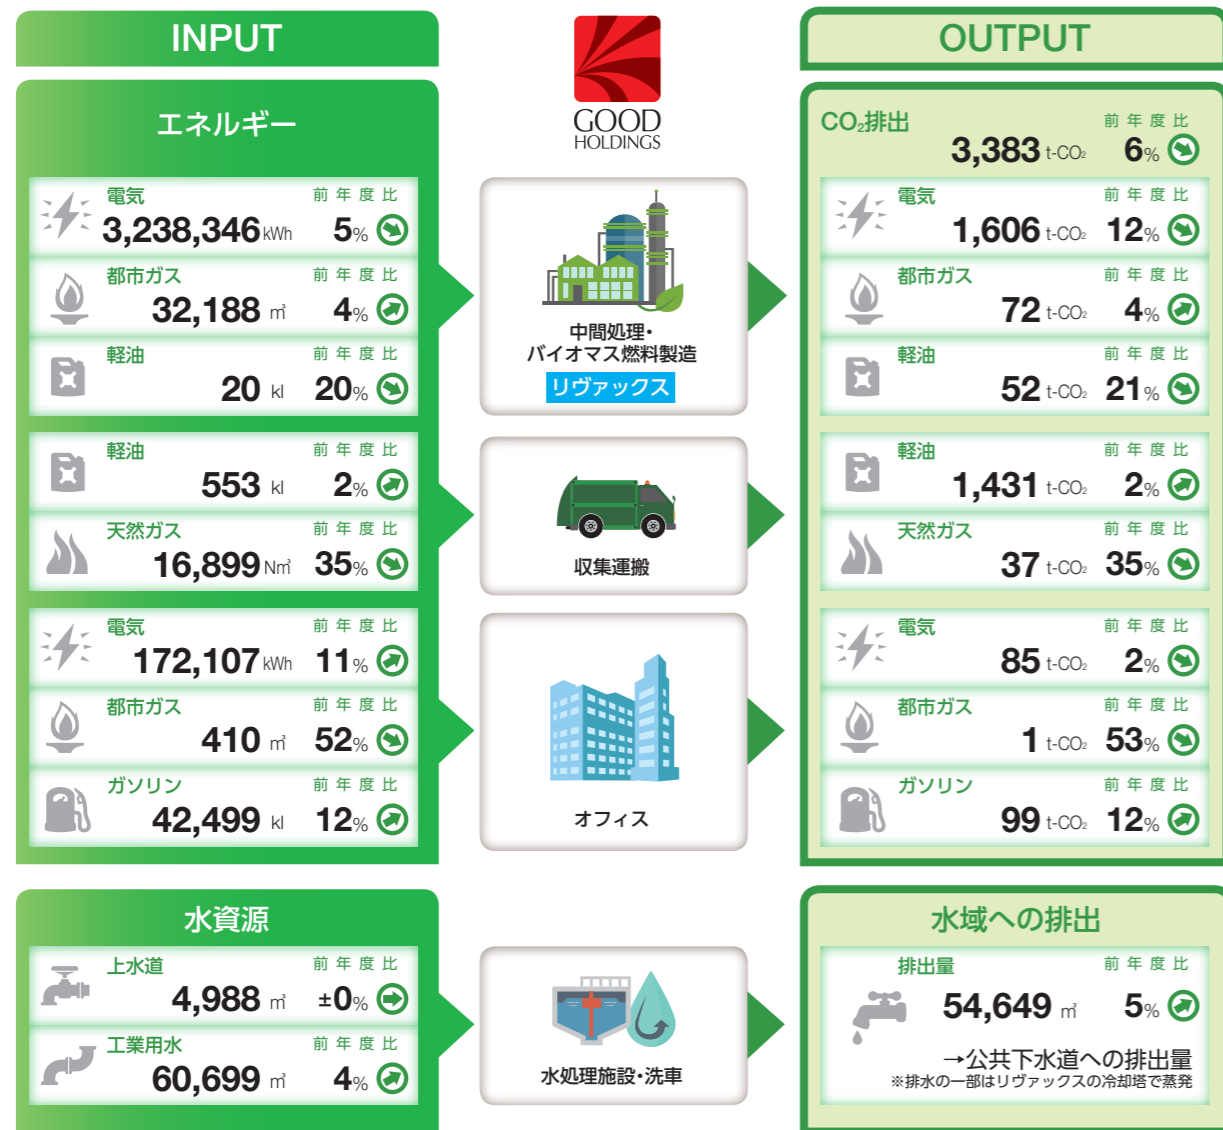 INPUT
エネルギー
電気 前年度比
3,238,346 kWh 5%
都市ガス 前年度比
32,188 ㎥ 4%
軽油 前年度比
20 kl 20%
軽油 前年度比
553 kl 2%
天然ガス 前年度比
16,899 N㎥ 35%
電気 前年度比
172,107 kWh 11%
都市ガス 前年度比
410 ㎥ 52%
ガソリン 前年度比
42,499 kl 12%
水資源
上水道 前年度比
4,988 ㎥ ±0%
工業用水 前年度比
60,699 ㎥ 4%
GOOD
HOLDINGS
中間処理・
バイオマス燃料製造
リヴァックス
収集運搬
オフィス
水処理施設・洗車
OUTPUT
CO₂排出 前年度比
3,383 t-CO₂ 6%
電気 前年度比
1,606 t-CO₂ 12%
都市ガス 前年度比
72 t-CO₂ 4%
軽油 前年度比
52 t-CO₂ 21%
軽油 前年度比
1,431 t-CO₂ 2%
天然ガス 前年度比
37 t-CO₂ 35%
電気 前年度比
85 t-CO₂ 2%
都市ガス 前年度比
1 t-CO₂ 53%
ガソリン 前年度比
99 t-CO₂ 12%
水域への排出
排出量 前年度比
54,649 ㎥ 5%
→公共下水道への排出量
※排水の一部はリヴァックスの冷却塔で蒸発